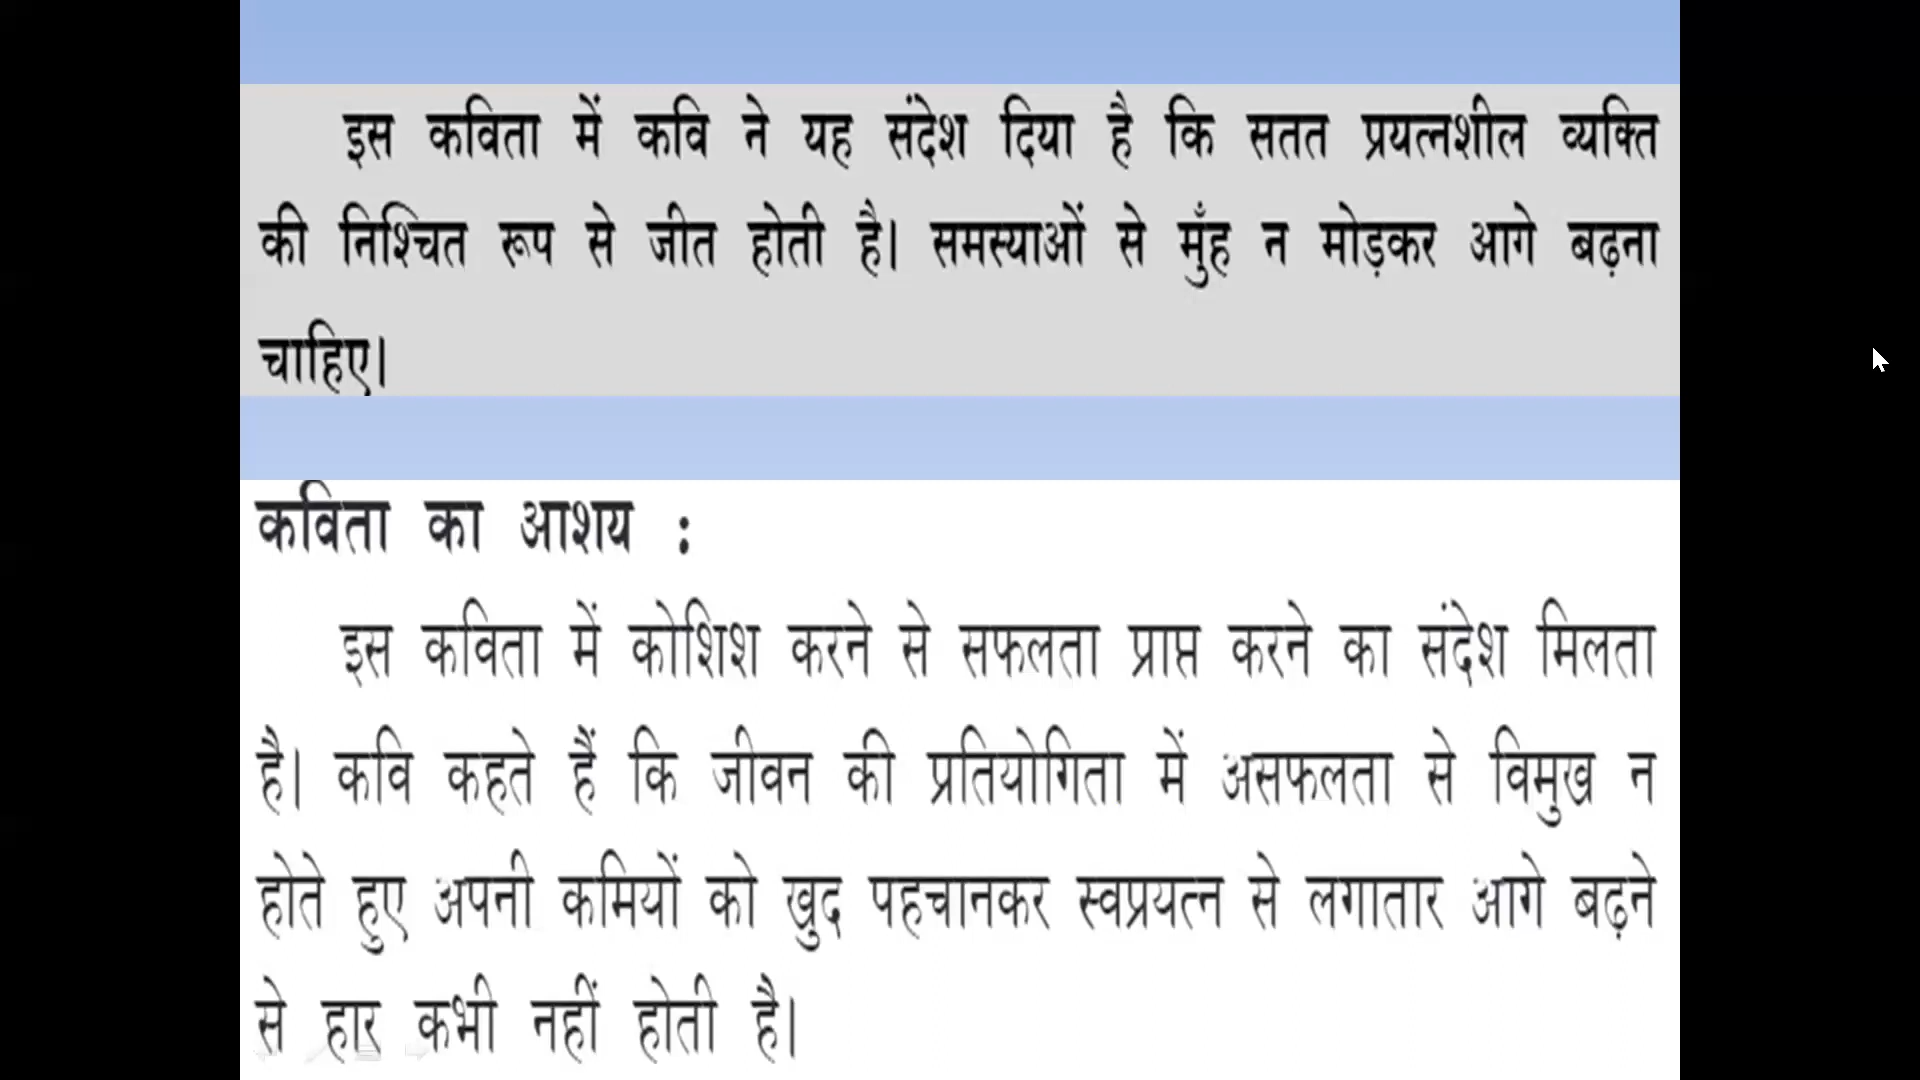 इस कविता में कवि ने यह संदेश दिया है कि सतत प्रयत्नशील व्यक्ति
की निश्चित रूप से जीत होती है। समस्याओं से मुँह न मोड़कर आगे बढ़ना
चाहिए।
कविता का आशय :
इस कविता में कोशिश करने से सफलता प्राप्त करने का संदेश मिलता
है। कवि कहते हैं कि जीवन की प्रतियोगिता में असफलता से विमुख न
होते हुए अपनी कमियों को खुद पहचानकर स्वप्रयत्न से लगातार आगे बढ़ने
से हार कभी नहीं होती है।